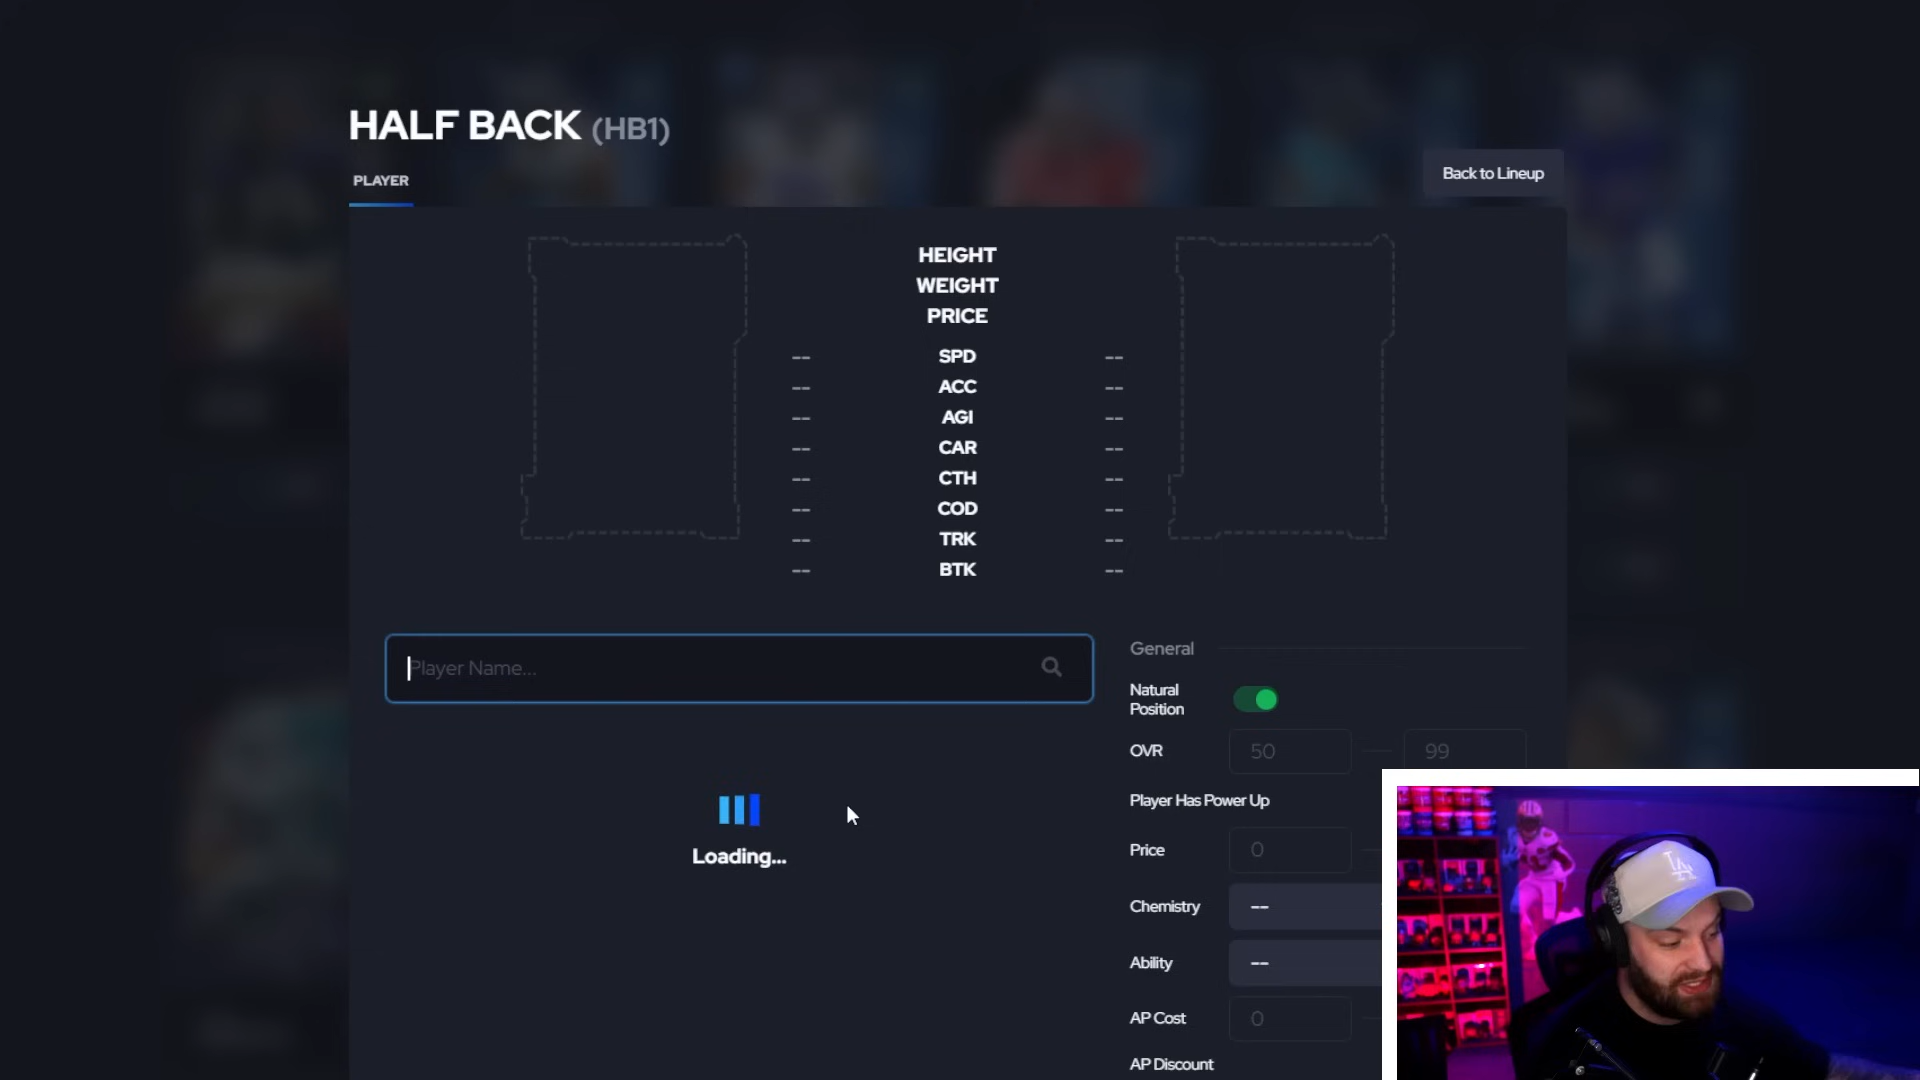 HALF BACK (HB1)
PLAYER
Back to Lineup
HEIGHT
WEIGHT
PRICE
-- SPD --
-- ACC --
-- AGI --
-- CAR --
-- CTH --
-- COD --
-- TRK --
-- BTK --
Player Name...
Loading...
General
Natural
Position
OVR 50 99
Player Has Power Up
Price 0
Chemistry --
Ability --
AP Cost 0
AP Discount
LA